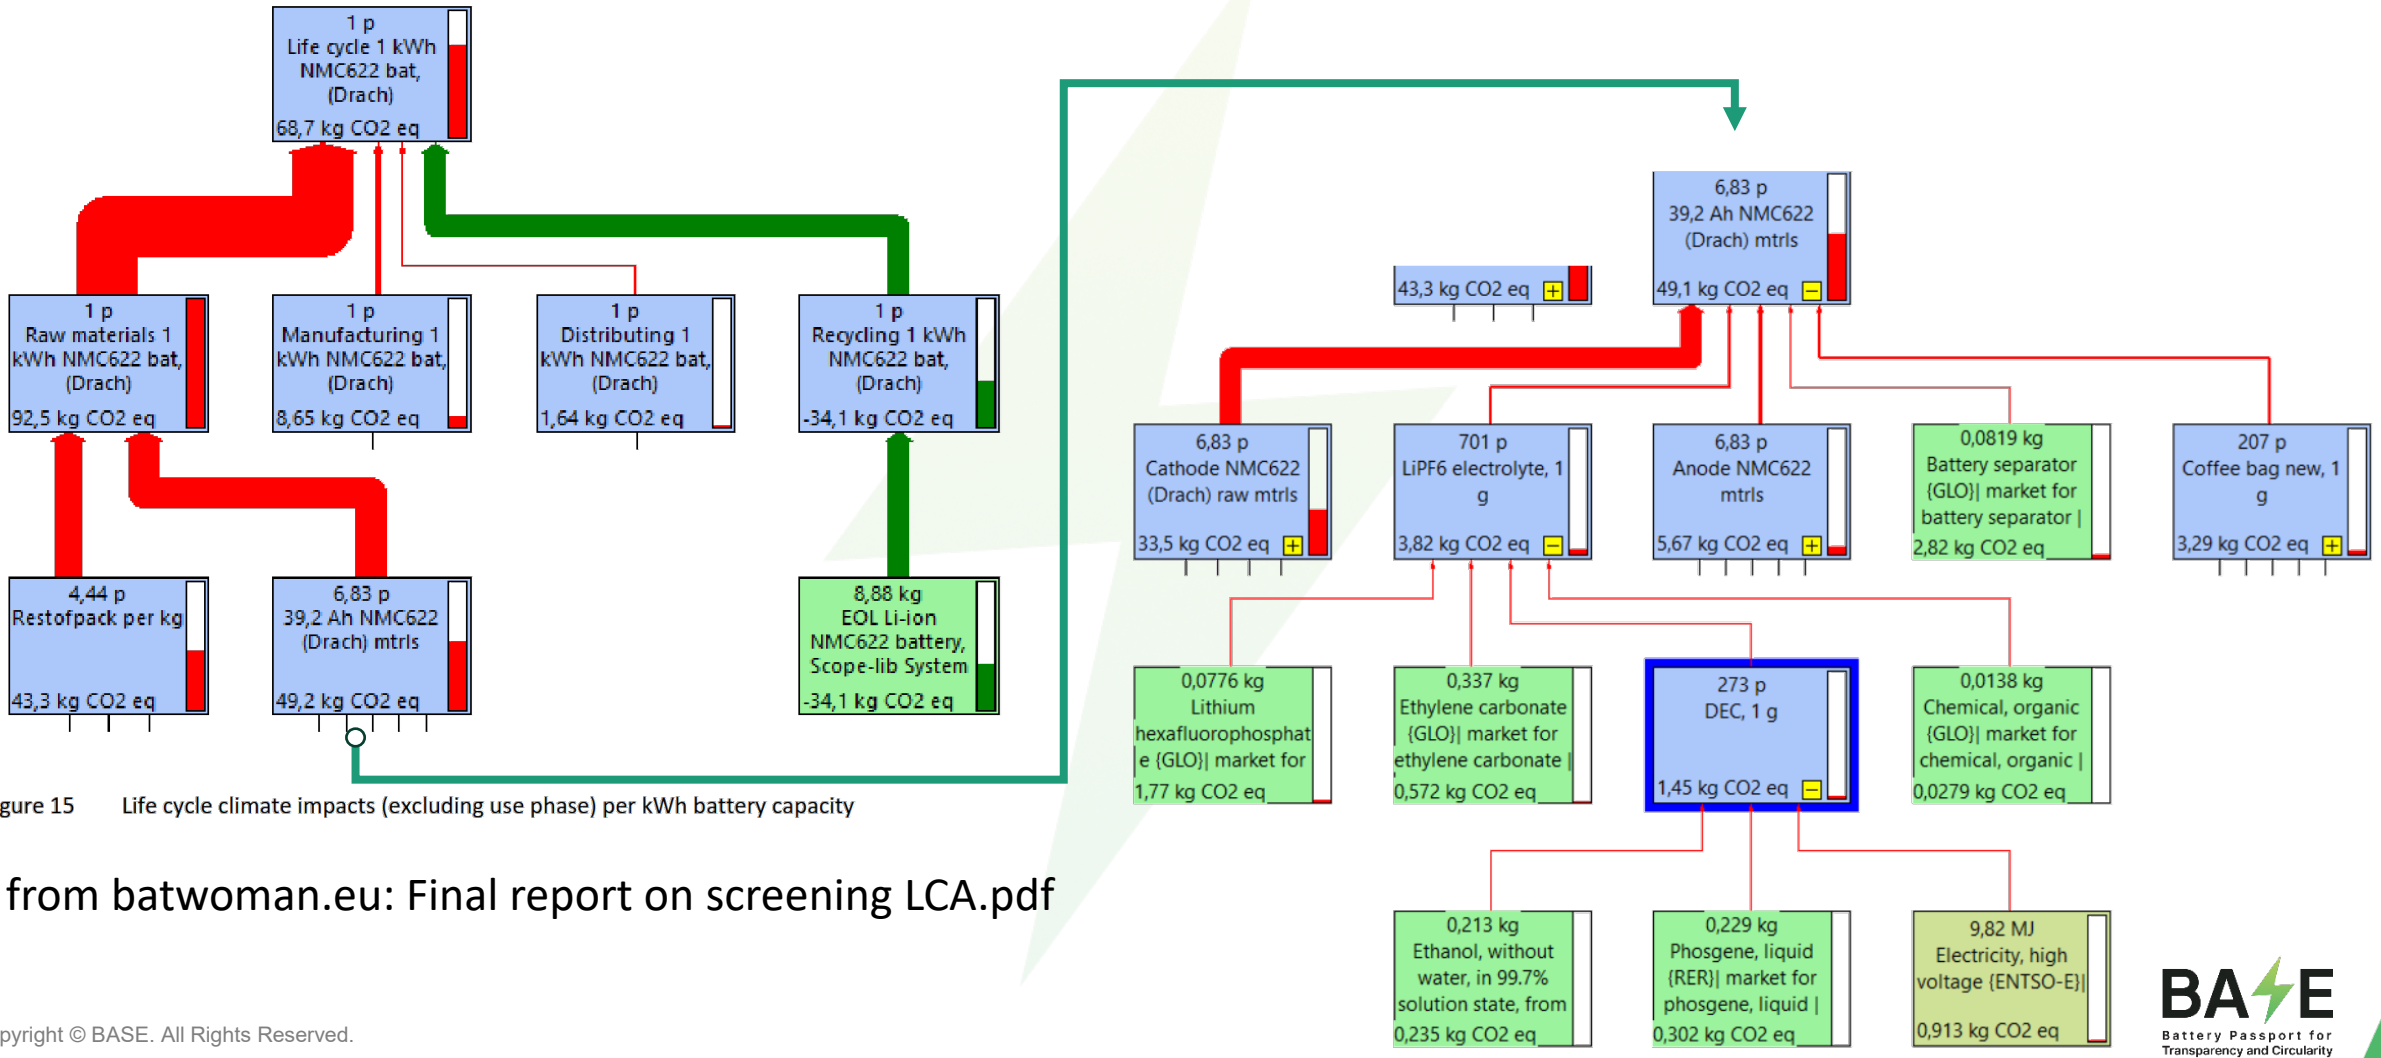 1 p
Life cycle 1 kWh
NMC622 bat,
(Drach)
68,7 kg CO2 eq
1 p
Raw materials 1
kWh NMC622 bat,
(Drach)
92,5 kg CO2 eq
1 p
Manufacturing 1
kWh NMC622 bat,
(Drach)
8,65 kg CO2 eq
1 p
Distributing 1
kWh NMC622 bat,
(Drach)
1,64 kg CO2 eq
1 p
Recycling 1 kWh
NMC622 bat,
(Drach)
-34,1 kg CO2 eq
4,44 p
Restofpack per kg
43,3 kg CO2 eq
6,83 p
39,2 Ah NMC622
(Drach) mtrls
49,2 kg CO2 eq
8,88 kg
EOL Li-ion
NMC622 battery,
Scope-lib System
-34,1 kg CO2 eq
gure 15 Life cycle climate impacts (excluding use phase) per kWh battery capacity
from batwoman.eu: Final report on screening LCA.pdf
pyright © BASE. All Rights Reserved.
43,3 kg CO2 eq +
6,83 p
39,2 Ah NMC622
(Drach) mtrls
49,1 kg CO2 eq −
6,83 p
Cathode NMC622
(Drach) raw mtrls
33,5 kg CO2 eq +
701 p
LiPF6 electrolyte, 1
g
3,82 kg CO2 eq −
6,83 p
Anode NMC622
mtrls
5,67 kg CO2 eq +
0,0819 kg
Battery separator
{GLO}| market for
battery separator |
2,82 kg CO2 eq
207 p
Coffee bag new, 1
g
3,29 kg CO2 eq +
0,0776 kg
Lithium
hexafluorophosphat
e {GLO}| market for
1,77 kg CO2 eq
0,337 kg
Ethylene carbonate
{GLO}| market for
ethylene carbonate |
0,572 kg CO2 eq
273 p
DEC, 1 g
1,45 kg CO2 eq −
0,0138 kg
Chemical, organic
{GLO}| market for
chemical, organic |
0,0279 kg CO2 eq
0,213 kg
Ethanol, without
water, in 99.7%
solution state, from
0,235 kg CO2 eq
0,229 kg
Phosgene, liquid
{RER}| market for
phosgene, liquid |
0,302 kg CO2 eq
9,82 MJ
Electricity, high
voltage {ENTSO-E}|
0,913 kg CO2 eq
BASE
Battery Passport for
Transparency and Circularity